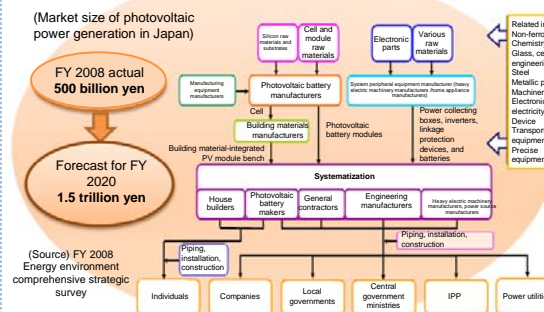 (Market size of photovoltaic
power generation in Japan)
FY 2008 actual
500 billion yen
Forecast for FY
2020
1.5 trillion yen
(Source) FY 2008
Energy environment
comprehensive strategic
survey
Silicon raw
materials and
substrates
Cell and
module
raw
materials
Electronic
parts
Various
raw
materials
Manufacturing
equipment
manufacturers
Photovoltaic battery
manufacturers
System peripheral equipment manufacturer (heavy
electric machinery manufacturers /home appliance
manufacturers)
Cell
Building materials
manufacturers
Photovoltaic
battery modules
Power collecting
boxes, inverters,
linkage
protection
devices, and
batteries
Building material-integrated
PV module bench
Systematization
House
builders
Photovoltaic
battery
makers
General
contractors
Engineering
manufacturers
Heavy electric machinery
manufacturers, power source
manufacturers
Piping,
installation,
construction
Piping, installation,
construction
Individuals
Companies
Local
governments
Central
government
ministries
IPP
Power utiliti
Related in
Non-ferro
Chemistry
Glass, ce
engineeri
Steel
Metallic p
Machiner
Electronic
electricity
Device
Transport
equipme
Precise
equipme